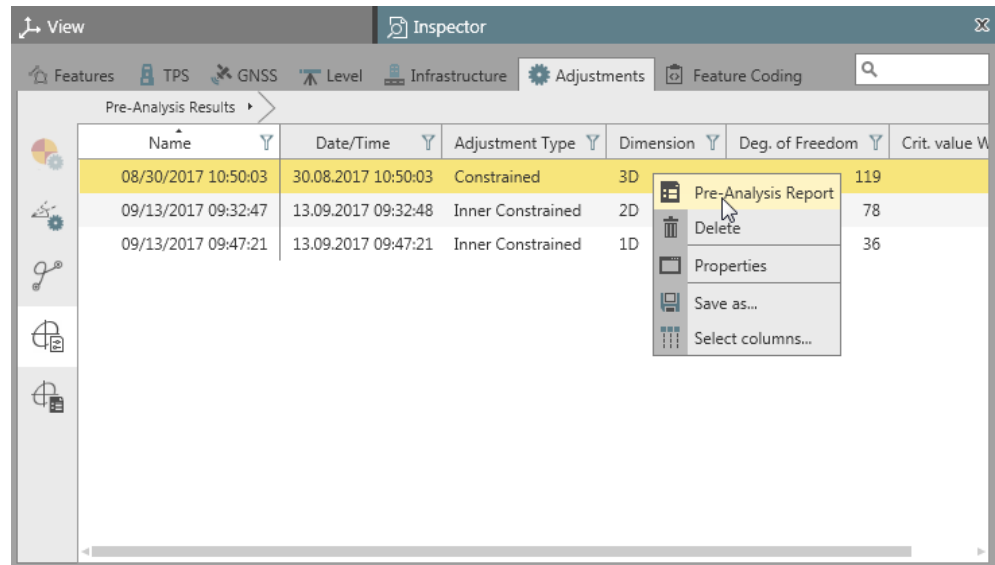 View Inspector
Features TPS GNSS Level Infrastructure Adjustments Feature Coding
Pre-Analysis Results
Name Date/Time Adjustment Type Dimension Deg. of Freedom Crit. value W
08/30/2017 10:50:03 30.08.2017 10:50:03 Constrained 3D 119
09/13/2017 09:32:47 13.09.2017 09:32:48 Inner Constrained 2D 78
09/13/2017 09:47:21 13.09.2017 09:47:21 Inner Constrained 1D 36
Pre-Analysis Report
Delete
Properties
Save as...
Select columns...